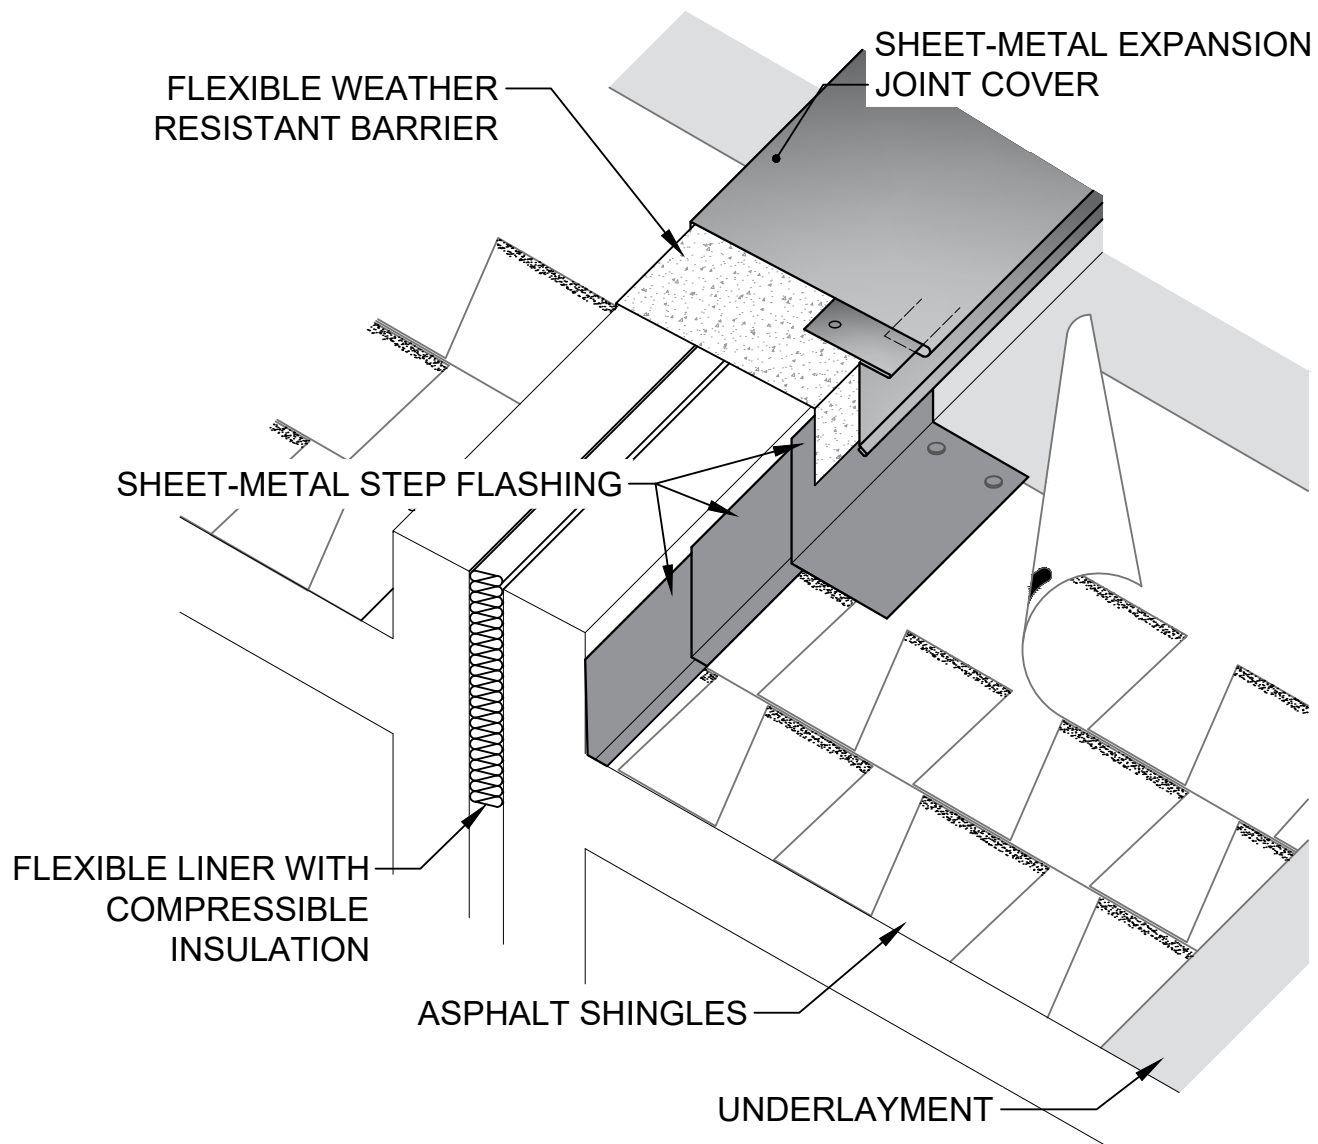 SHEET-METAL EXPANSION
JOINT COVER
FLEXIBLE WEATHER
RESISTANT BARRIER
SHEET-METAL STEP FLASHING
FLEXIBLE LINER WITH
COMPRESSIBLE
INSULATION
ASPHALT SHINGLES
UNDERLAYMENT